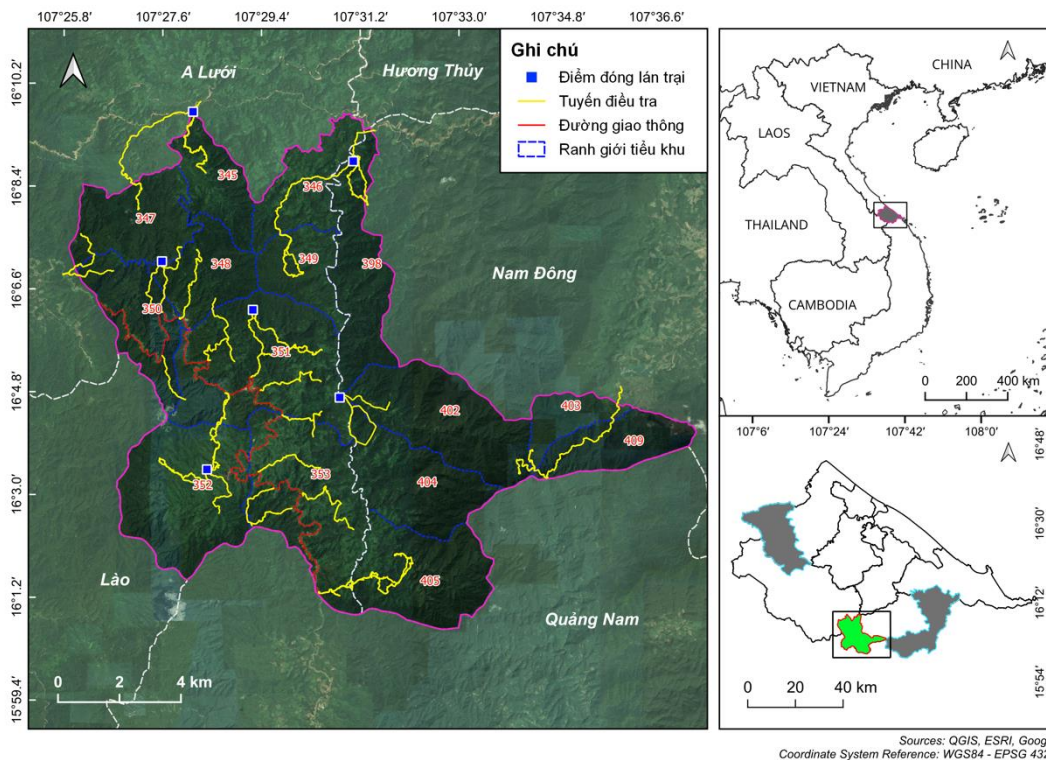 107°25.8' 107°27.6' 107°29.4' 107°31.2' 107°33.0' 107°34.8' 107°36.6'
16°10.2'
16°8.4'
16°6.6'
16°4.8'
16°3.0'
16°1.2'
15°59.4'
A Lưới
Hương Thủy
Ghi chú
Điểm đóng lán trại
Tuyến điều tra
Đường giao thông
Ranh giới tiểu khu
345
346
347
348
349
398
350
351
402
403
409
352
353
404
405
Nam Đông
Lào
Quảng Nam
0 2 4 km
CHINA
VIETNAM
LAOS
THAILAND
CAMBODIA
0 200 400 km
107°6' 107°24' 107°42' 108°0'
16°48'
16°30'
16°12'
15°54'
0 20 40 km
Sources: QGIS, ESRI, Goog
Coordinate System Reference: WGS84 - EPSG 432